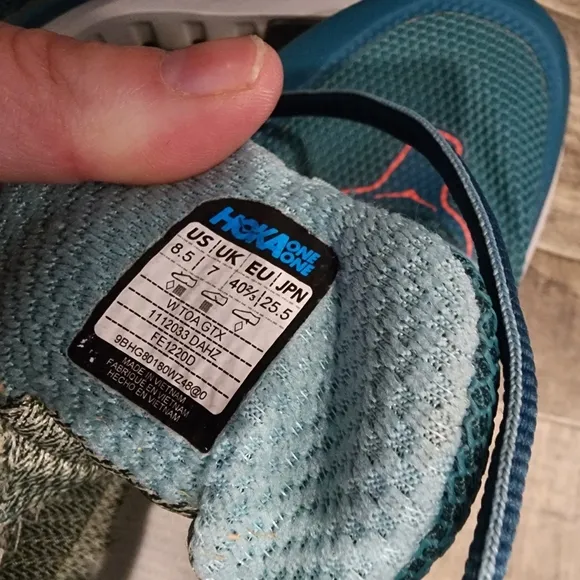 HOKA ONE ONE
US UK EU JPN
8.5 7 40⅔ 25.5
W TOA GTX
1112033 DAHZ
FE1220D
9BHG80180W248@0
MADE IN VIETNAM
FABRIQUE EN VIETNAM
HECHO EN VIETNAM